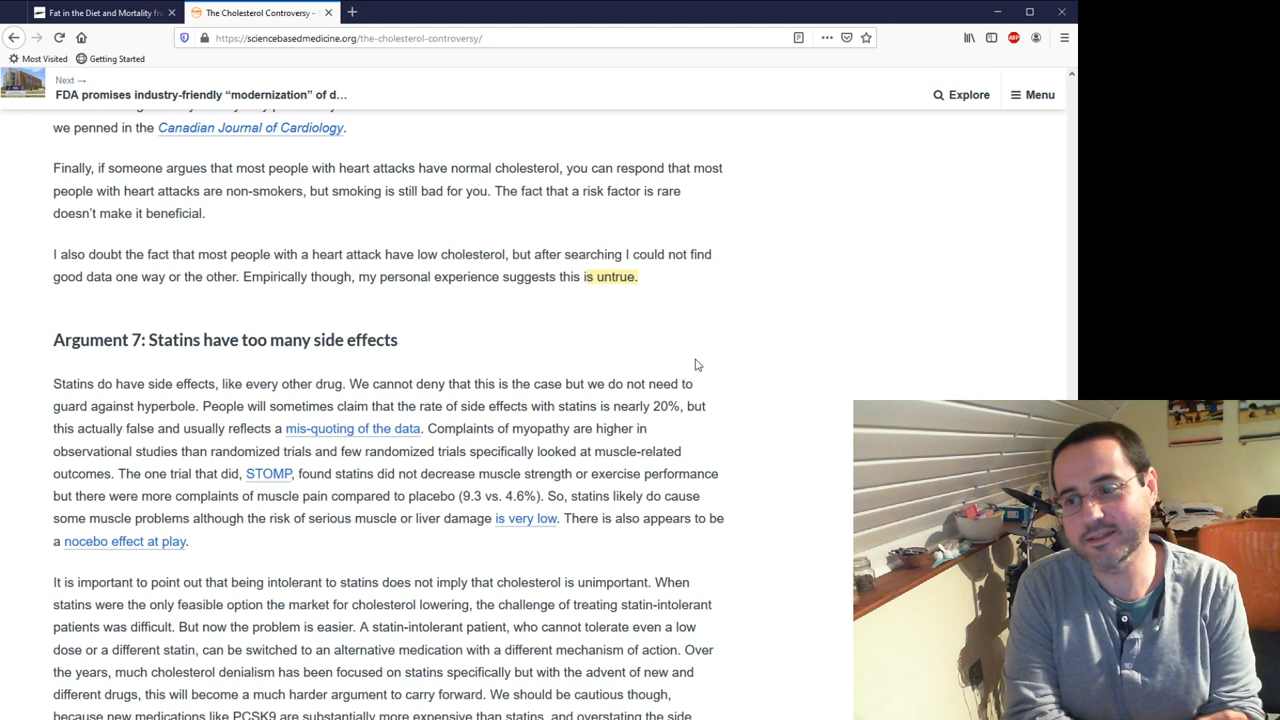 Fat in the Diet and Mortality fr
The Cholesterol Controversy –
https://sciencebasedmedicine.org/the-cholesterol-controversy/
Most Visited
Getting Started
ABP
Next →
FDA promises industry-friendly “modernization” of d…
Explore
Menu
we penned in the Canadian Journal of Cardiology.
Finally, if someone argues that most people with heart attacks have normal cholesterol, you can respond that most
people with heart attacks are non-smokers, but smoking is still bad for you. The fact that a risk factor is rare
doesn’t make it beneficial.
I also doubt the fact that most people with a heart attack have low cholesterol, but after searching I could not find
good data one way or the other. Empirically though, my personal experience suggests this is untrue.
Argument 7: Statins have too many side effects
Statins do have side effects, like every other drug. We cannot deny that this is the case but we do not need to
guard against hyperbole. People will sometimes claim that the rate of side effects with statins is nearly 20%, but
this actually false and usually reflects a mis-quoting of the data. Complaints of myopathy are higher in
observational studies than randomized trials and few randomized trials specifically looked at muscle-related
outcomes. The one trial that did, STOMP, found statins did not decrease muscle strength or exercise performance
but there were more complaints of muscle pain compared to placebo (9.3 vs. 4.6%). So, statins likely do cause
some muscle problems although the risk of serious muscle or liver damage is very low. There is also appears to be
a nocebo effect at play.
It is important to point out that being intolerant to statins does not imply that cholesterol is unimportant. When
statins were the only feasible option the market for cholesterol lowering, the challenge of treating statin-intolerant
patients was difficult. But now the problem is easier. A statin-intolerant patient, who cannot tolerate even a low
dose or a different statin, can be switched to an alternative medication with a different mechanism of action. Over
the years, much cholesterol denialism has been focused on statins specifically but with the advent of new and
different drugs, this will become a much harder argument to carry forward. We should be cautious though,
because new medications like PCSK9 are substantially more expensive than statins, and overstating the side